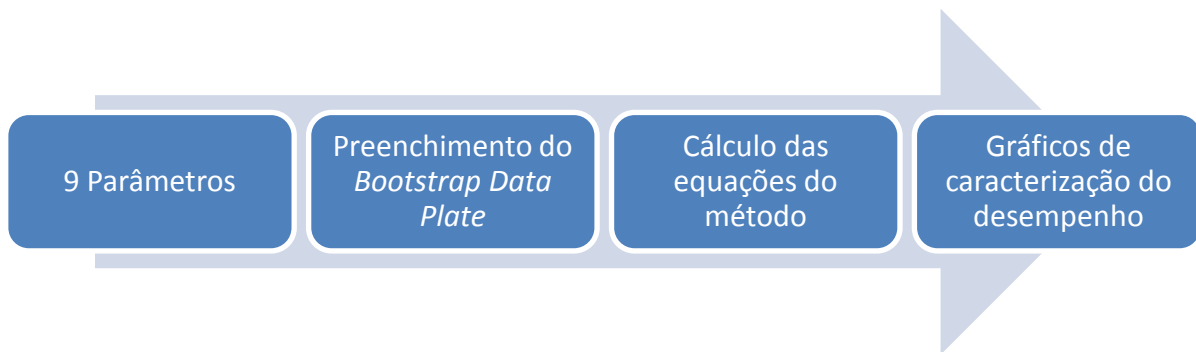 9 Parâmetros
Preenchimento do
Bootstrap Data
Plate
Cálculo das
equações do
método
Gráficos de
caracterização do
desempenho